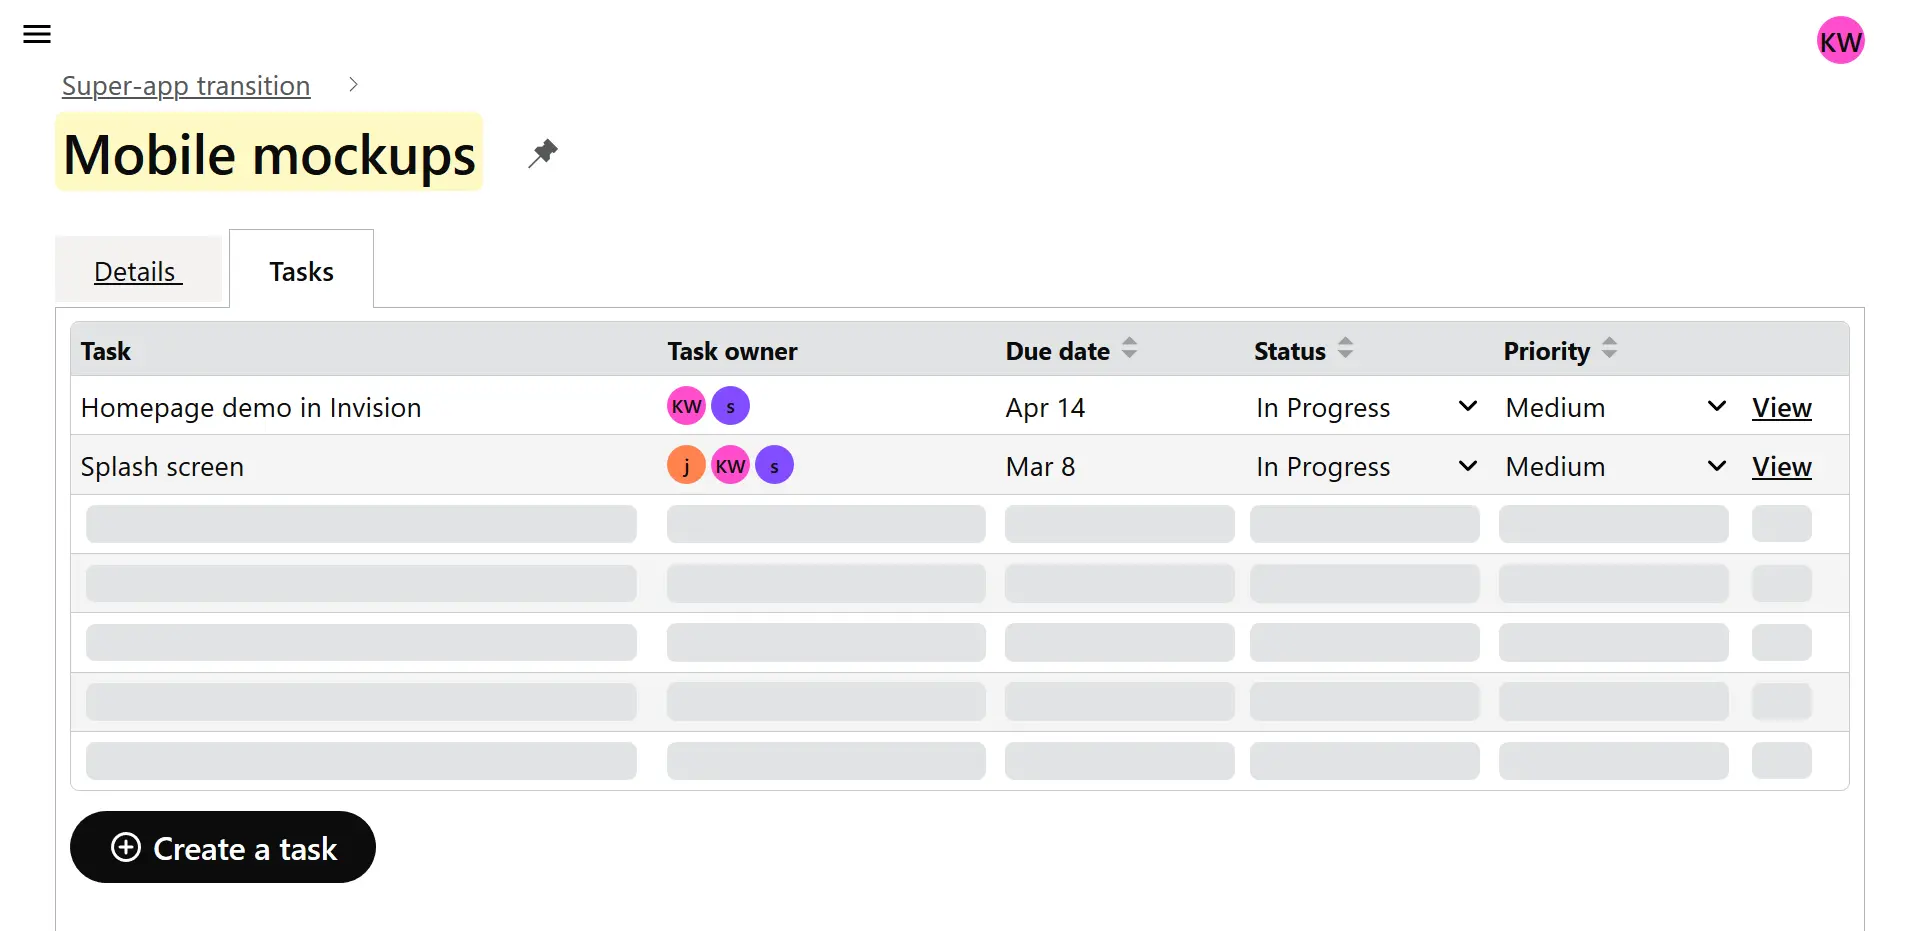 KW
Super-app transition
Mobile mockups
Details
Tasks
Task Task owner Due date Status Priority
Homepage demo in Invision KW s Apr 14 In Progress Medium View
Splash screen j KW s Mar 8 In Progress Medium View
Create a task